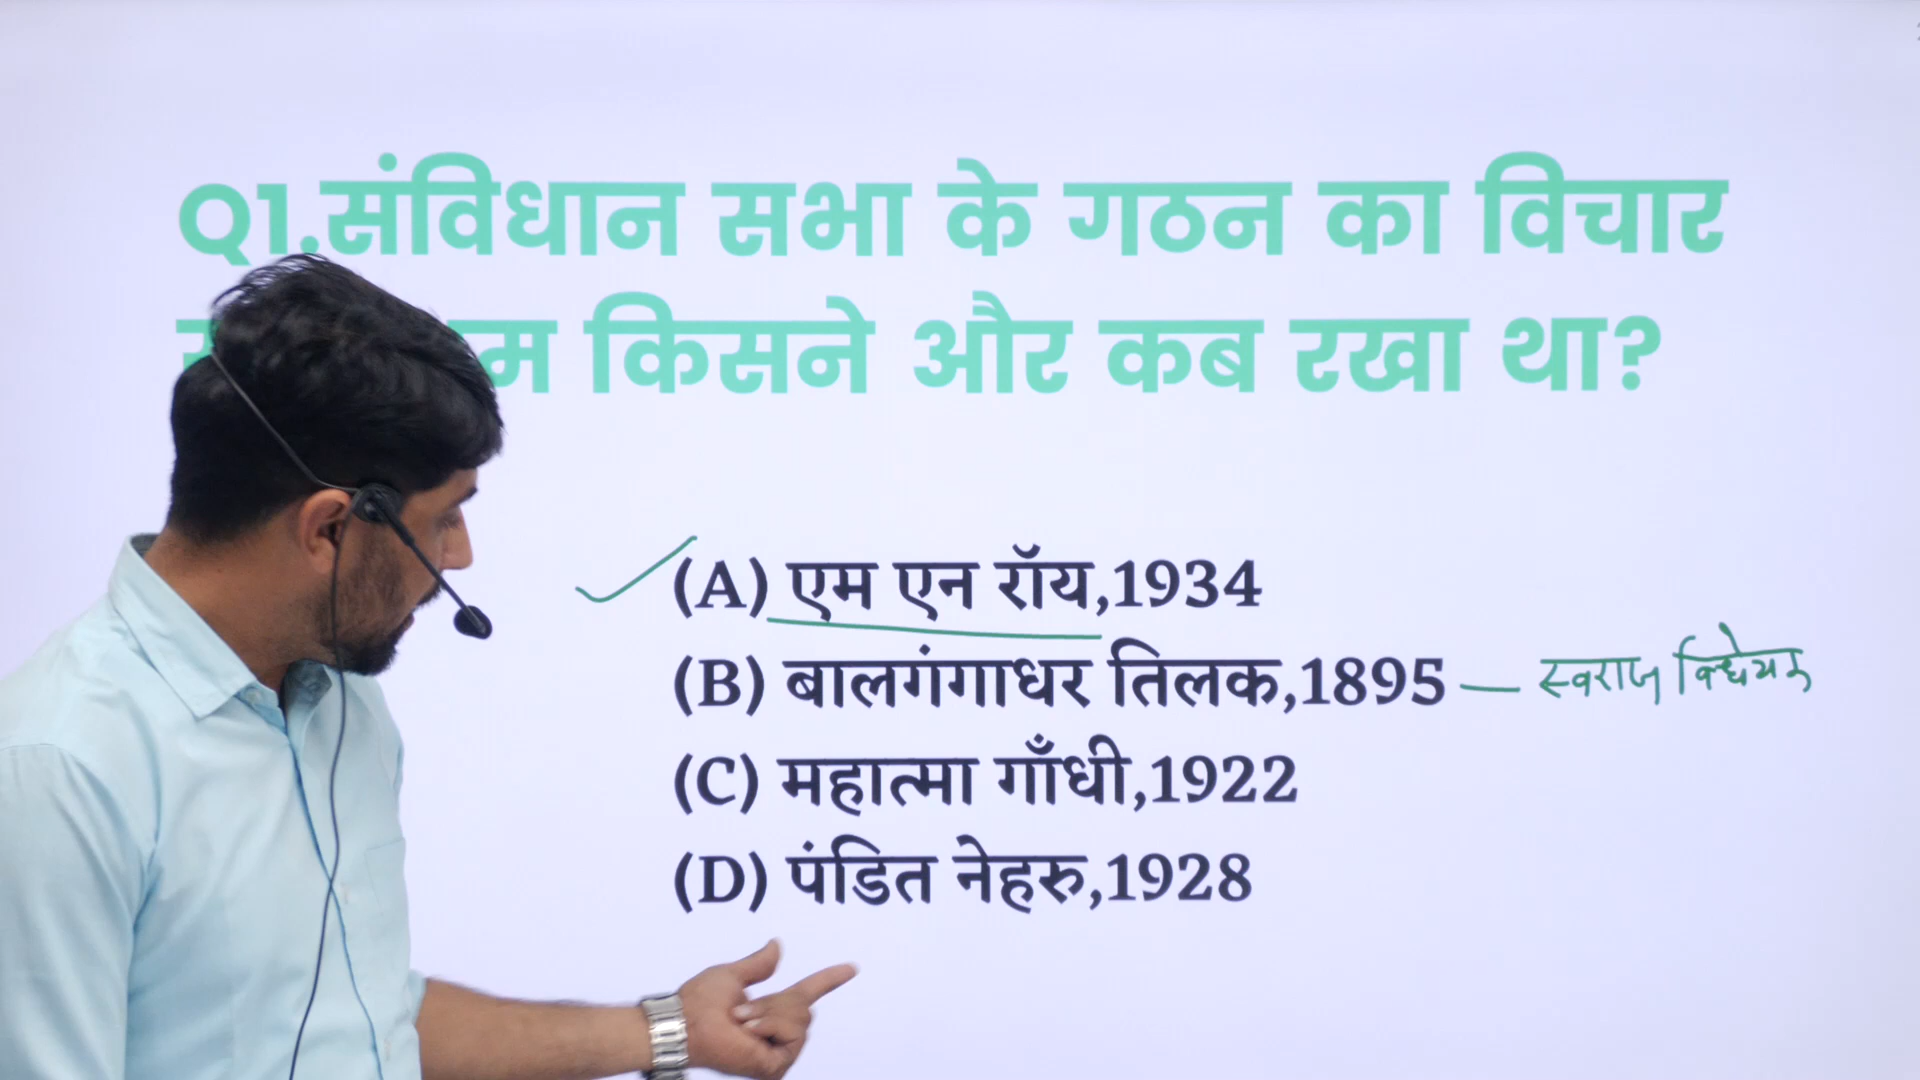 Q1.संविधान सभा के गठन का विचार
किसने और कब रखा था?
(A) एम एन रॉय,1934
(B) बालगंगाधर तिलक,1895 — स्वराज विधेयक
(C) महात्मा गाँधी,1922
(D) पंडित नेहरु,1928